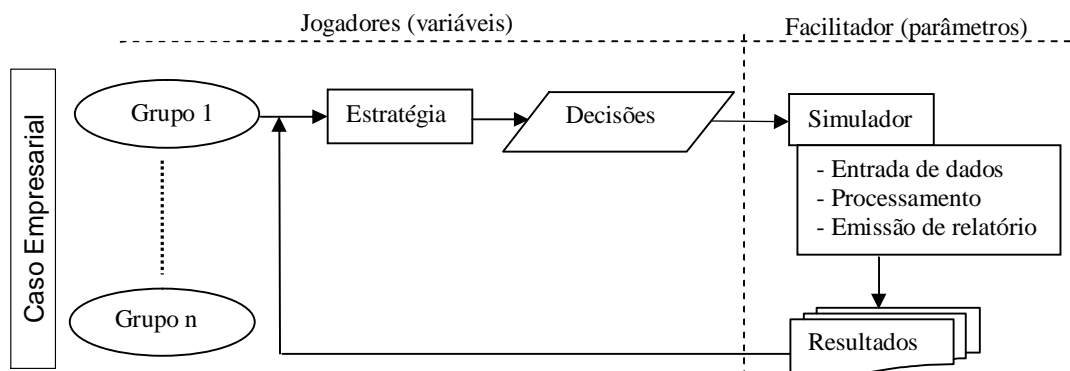 Jogadores (variáveis)
Facilitador (parâmetros)
Caso Empresarial
Grupo 1
Estratégia
Decisões
Simulador
- Entrada de dados
- Processamento
- Emissão de relatório
Grupo n
Resultados